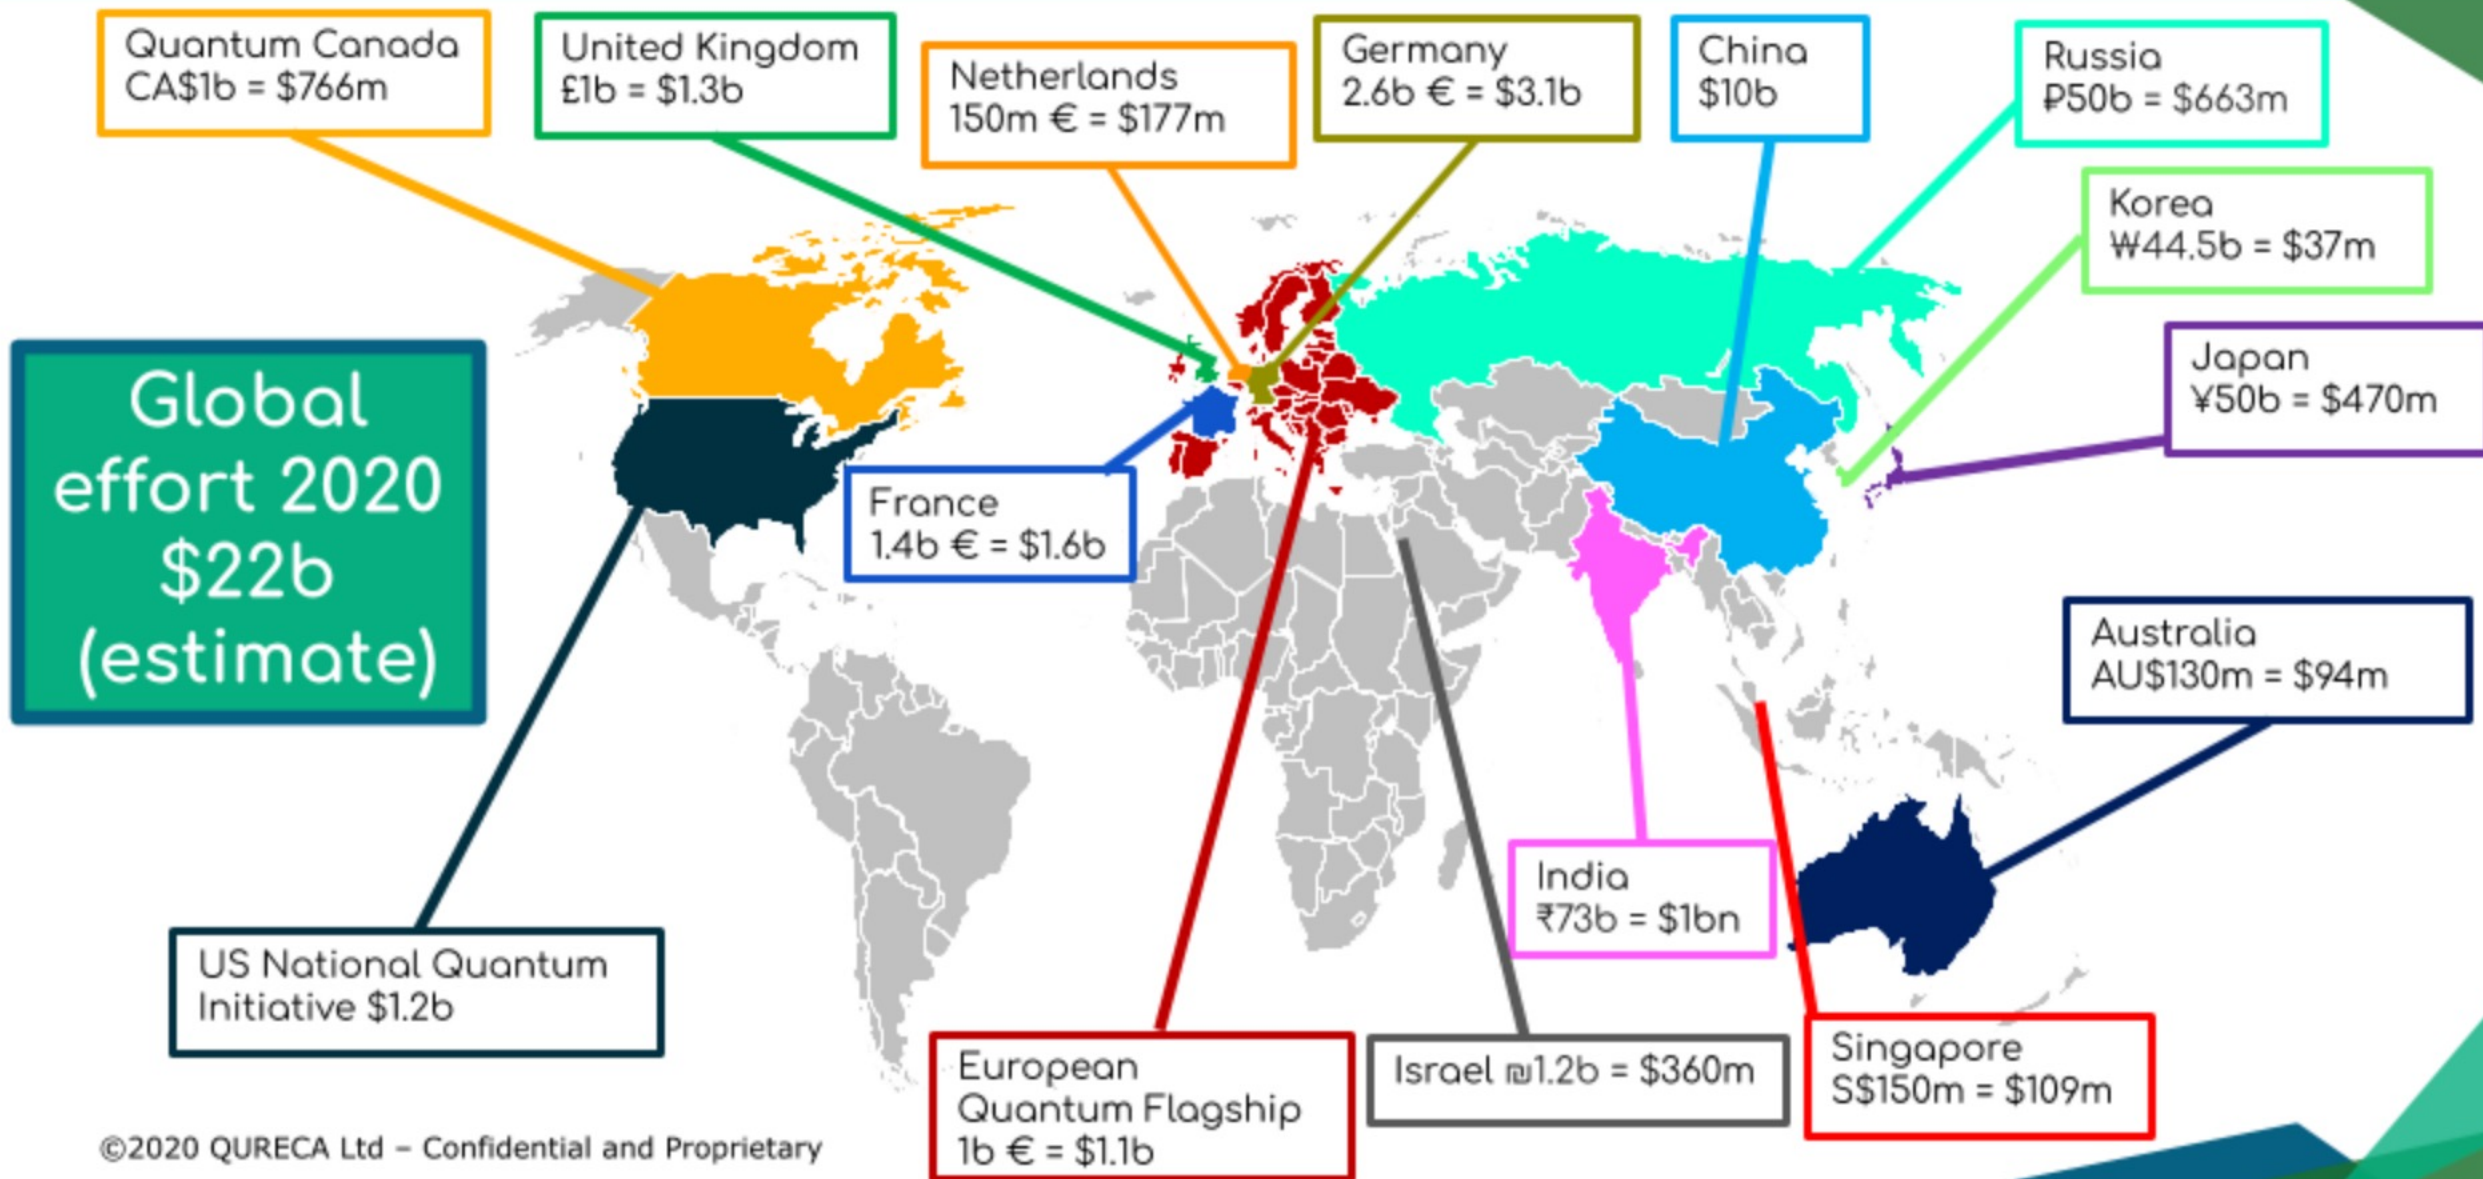 Quantum Canada
CA$1b = $766m
United Kingdom
£1b = $1.3b
Netherlands
150m € = $177m
Germany
2.6b € = $3.1b
China
$10b
Russia
₽50b = $663m
Korea
₩44.5b = $37m
Japan
¥50b = $470m
Global
effort 2020
$22b
(estimate)
France
1.4b € = $1.6b
Australia
AU$130m = $94m
India
₹73b = $1bn
US National Quantum
Initiative $1.2b
European
Quantum Flagship
1b € = $1.1b
Israel ₪1.2b = $360m
Singapore
S$150m = $109m
©2020 QURECA Ltd – Confidential and Proprietary